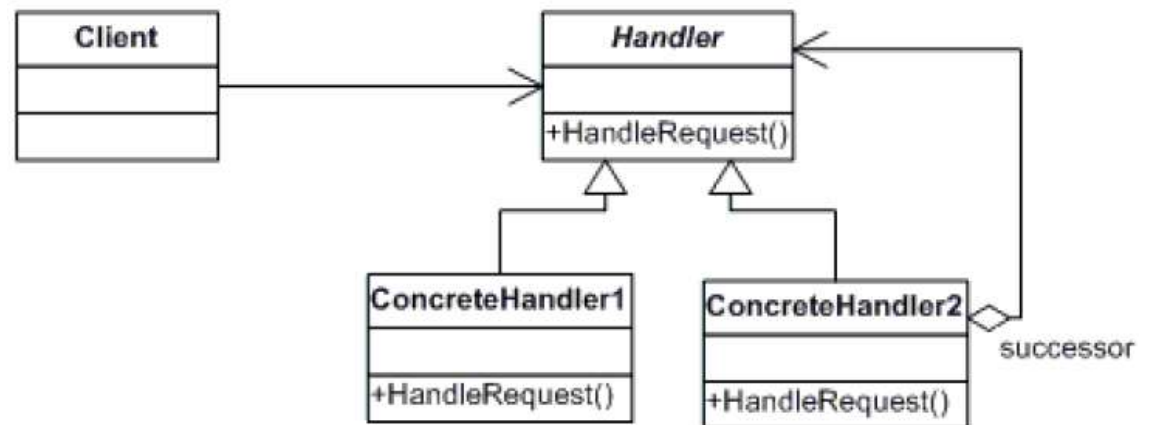 Client
Handler
+HandleRequest()
ConcreteHandler1
+HandleRequest()
ConcreteHandler2
+HandleRequest()
successor